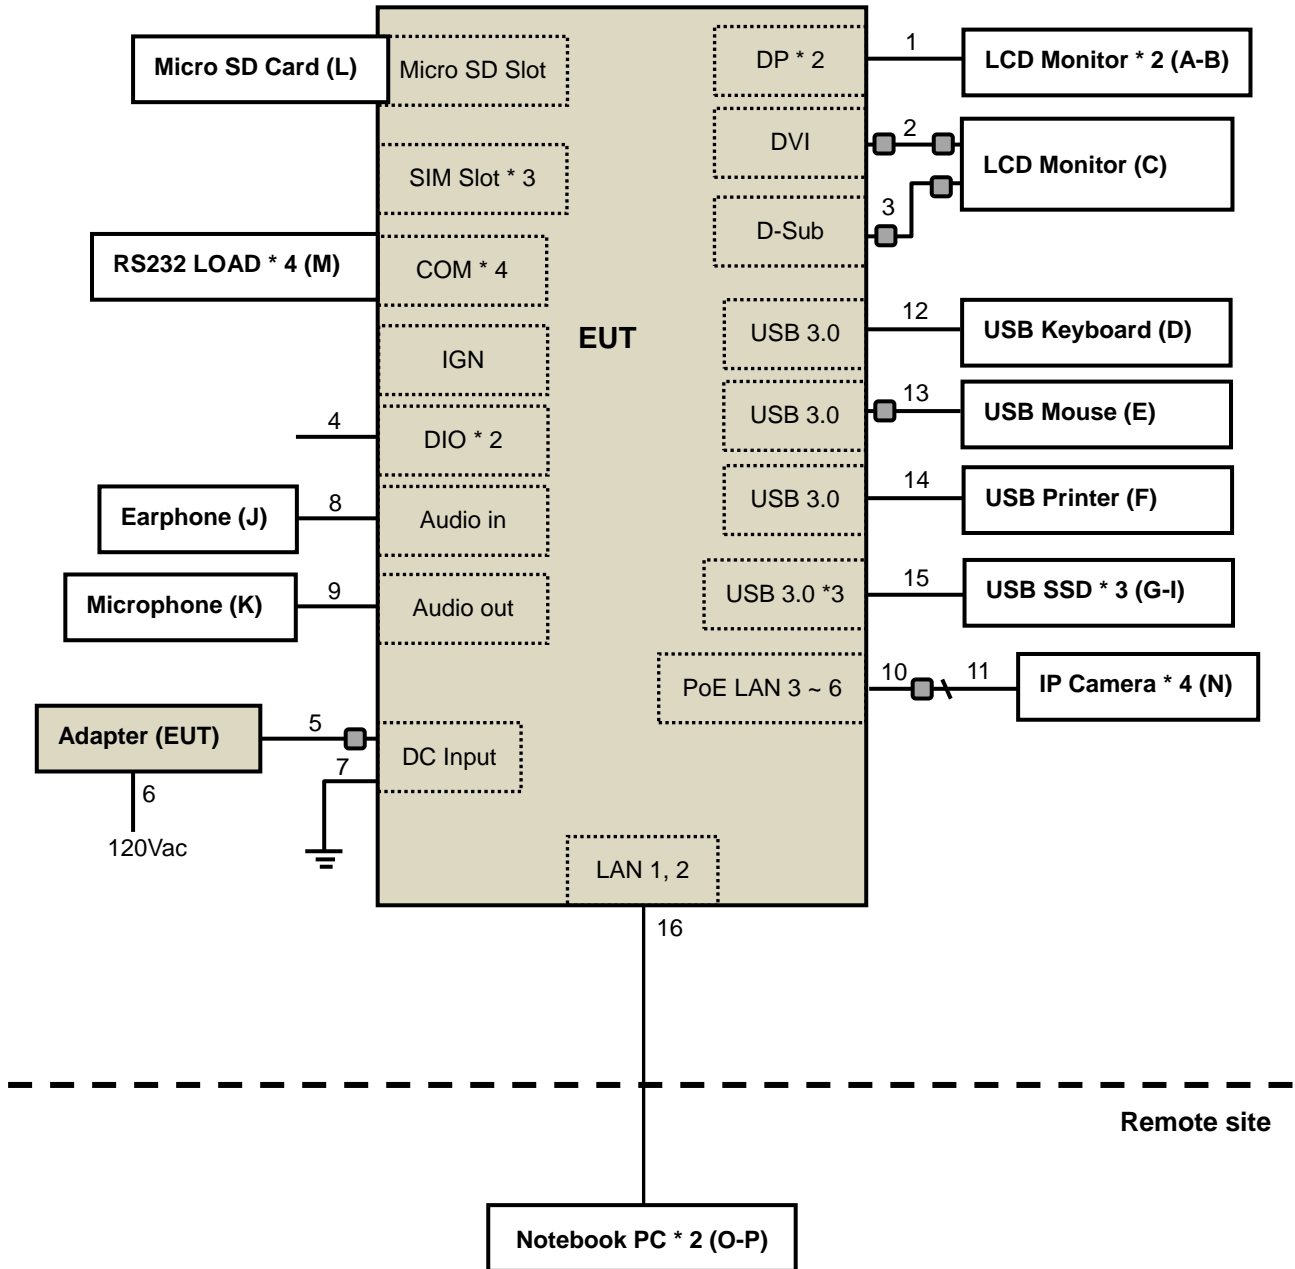 Micro SD Card (L)
Micro SD Slot
DP * 2
1
LCD Monitor * 2 (A-B)
DVI
2
LCD Monitor (C)
SIM Slot * 3
D-Sub
3
RS232 LOAD * 4 (M)
COM * 4
EUT
USB 3.0
12
USB Keyboard (D)
IGN
USB 3.0
13
USB Mouse (E)
4
DIO * 2
USB 3.0
14
USB Printer (F)
Earphone (J)
8
Audio in
USB 3.0 *3
15
USB SSD * 3 (G-I)
Microphone (K)
9
Audio out
PoE LAN 3 ~ 6
10
11
IP Camera * 4 (N)
Adapter (EUT)
5
DC Input
7
6
120Vac
LAN 1, 2
16
Remote site
Notebook PC * 2 (O-P)